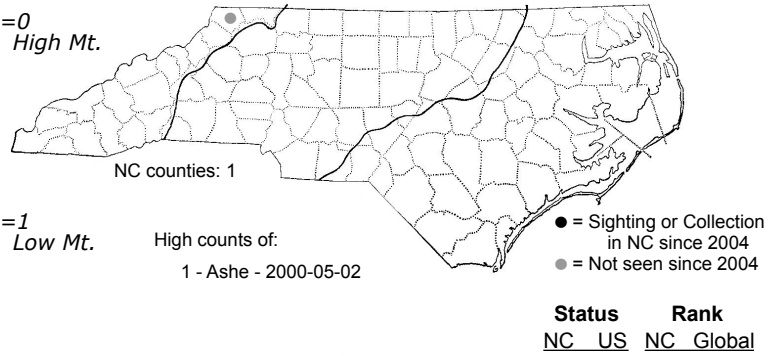 =0
High Mt.
NC counties: 1
=1
Low Mt.
High counts of:
1 - Ashe - 2000-05-02
● = Sighting or Collection
in NC since 2004
● = Not seen since 2004
Status Rank
NC US NC Global